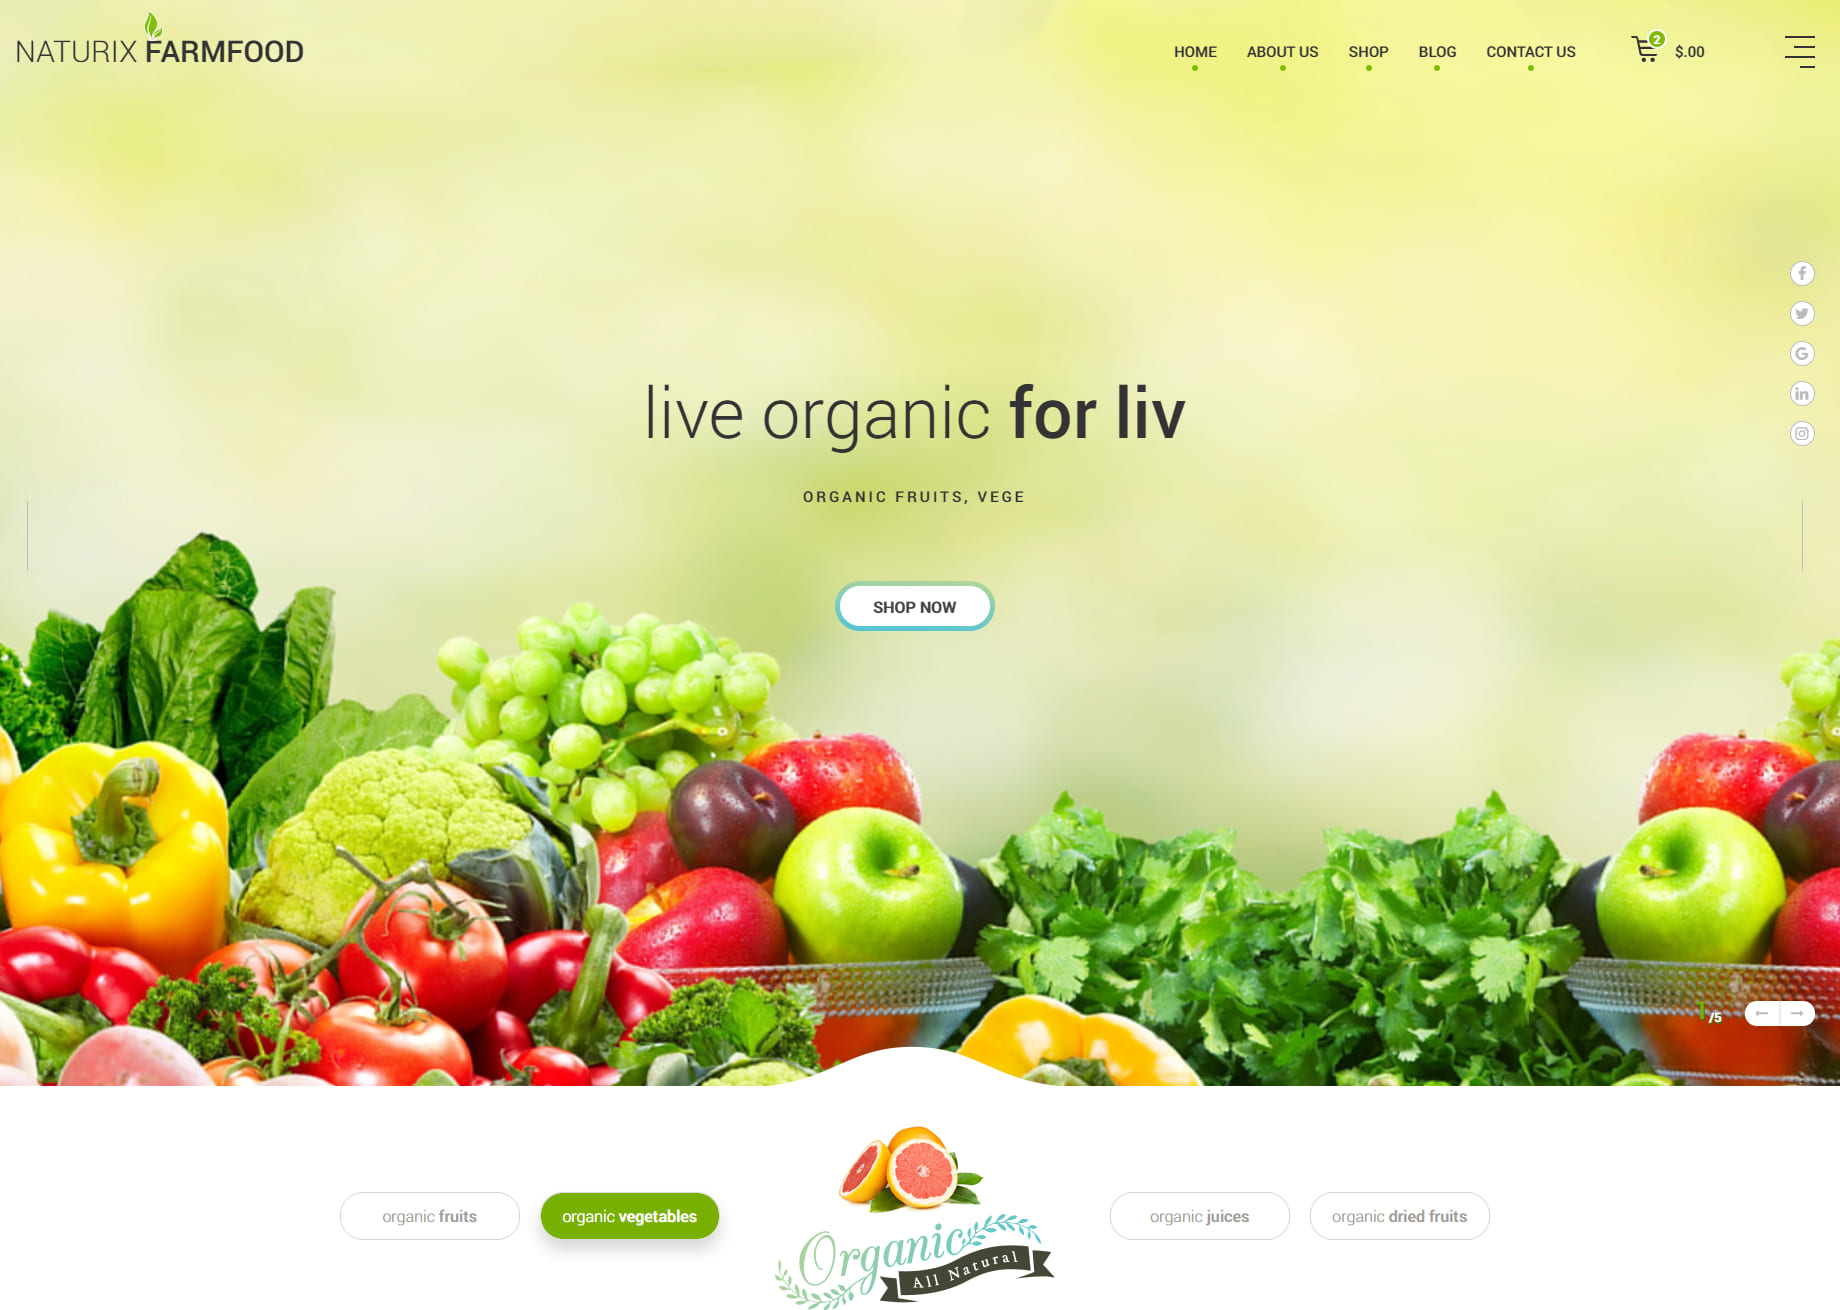 NATURIX FARMFOOD
HOME ABOUT US SHOP BLOG CONTACT US 2 $.00
live organic for liv
ORGANIC FRUITS, VEGE
SHOP NOW
1/5
organic fruits
organic vegetables
Organic
All Natural
organic juices
organic dried fruits